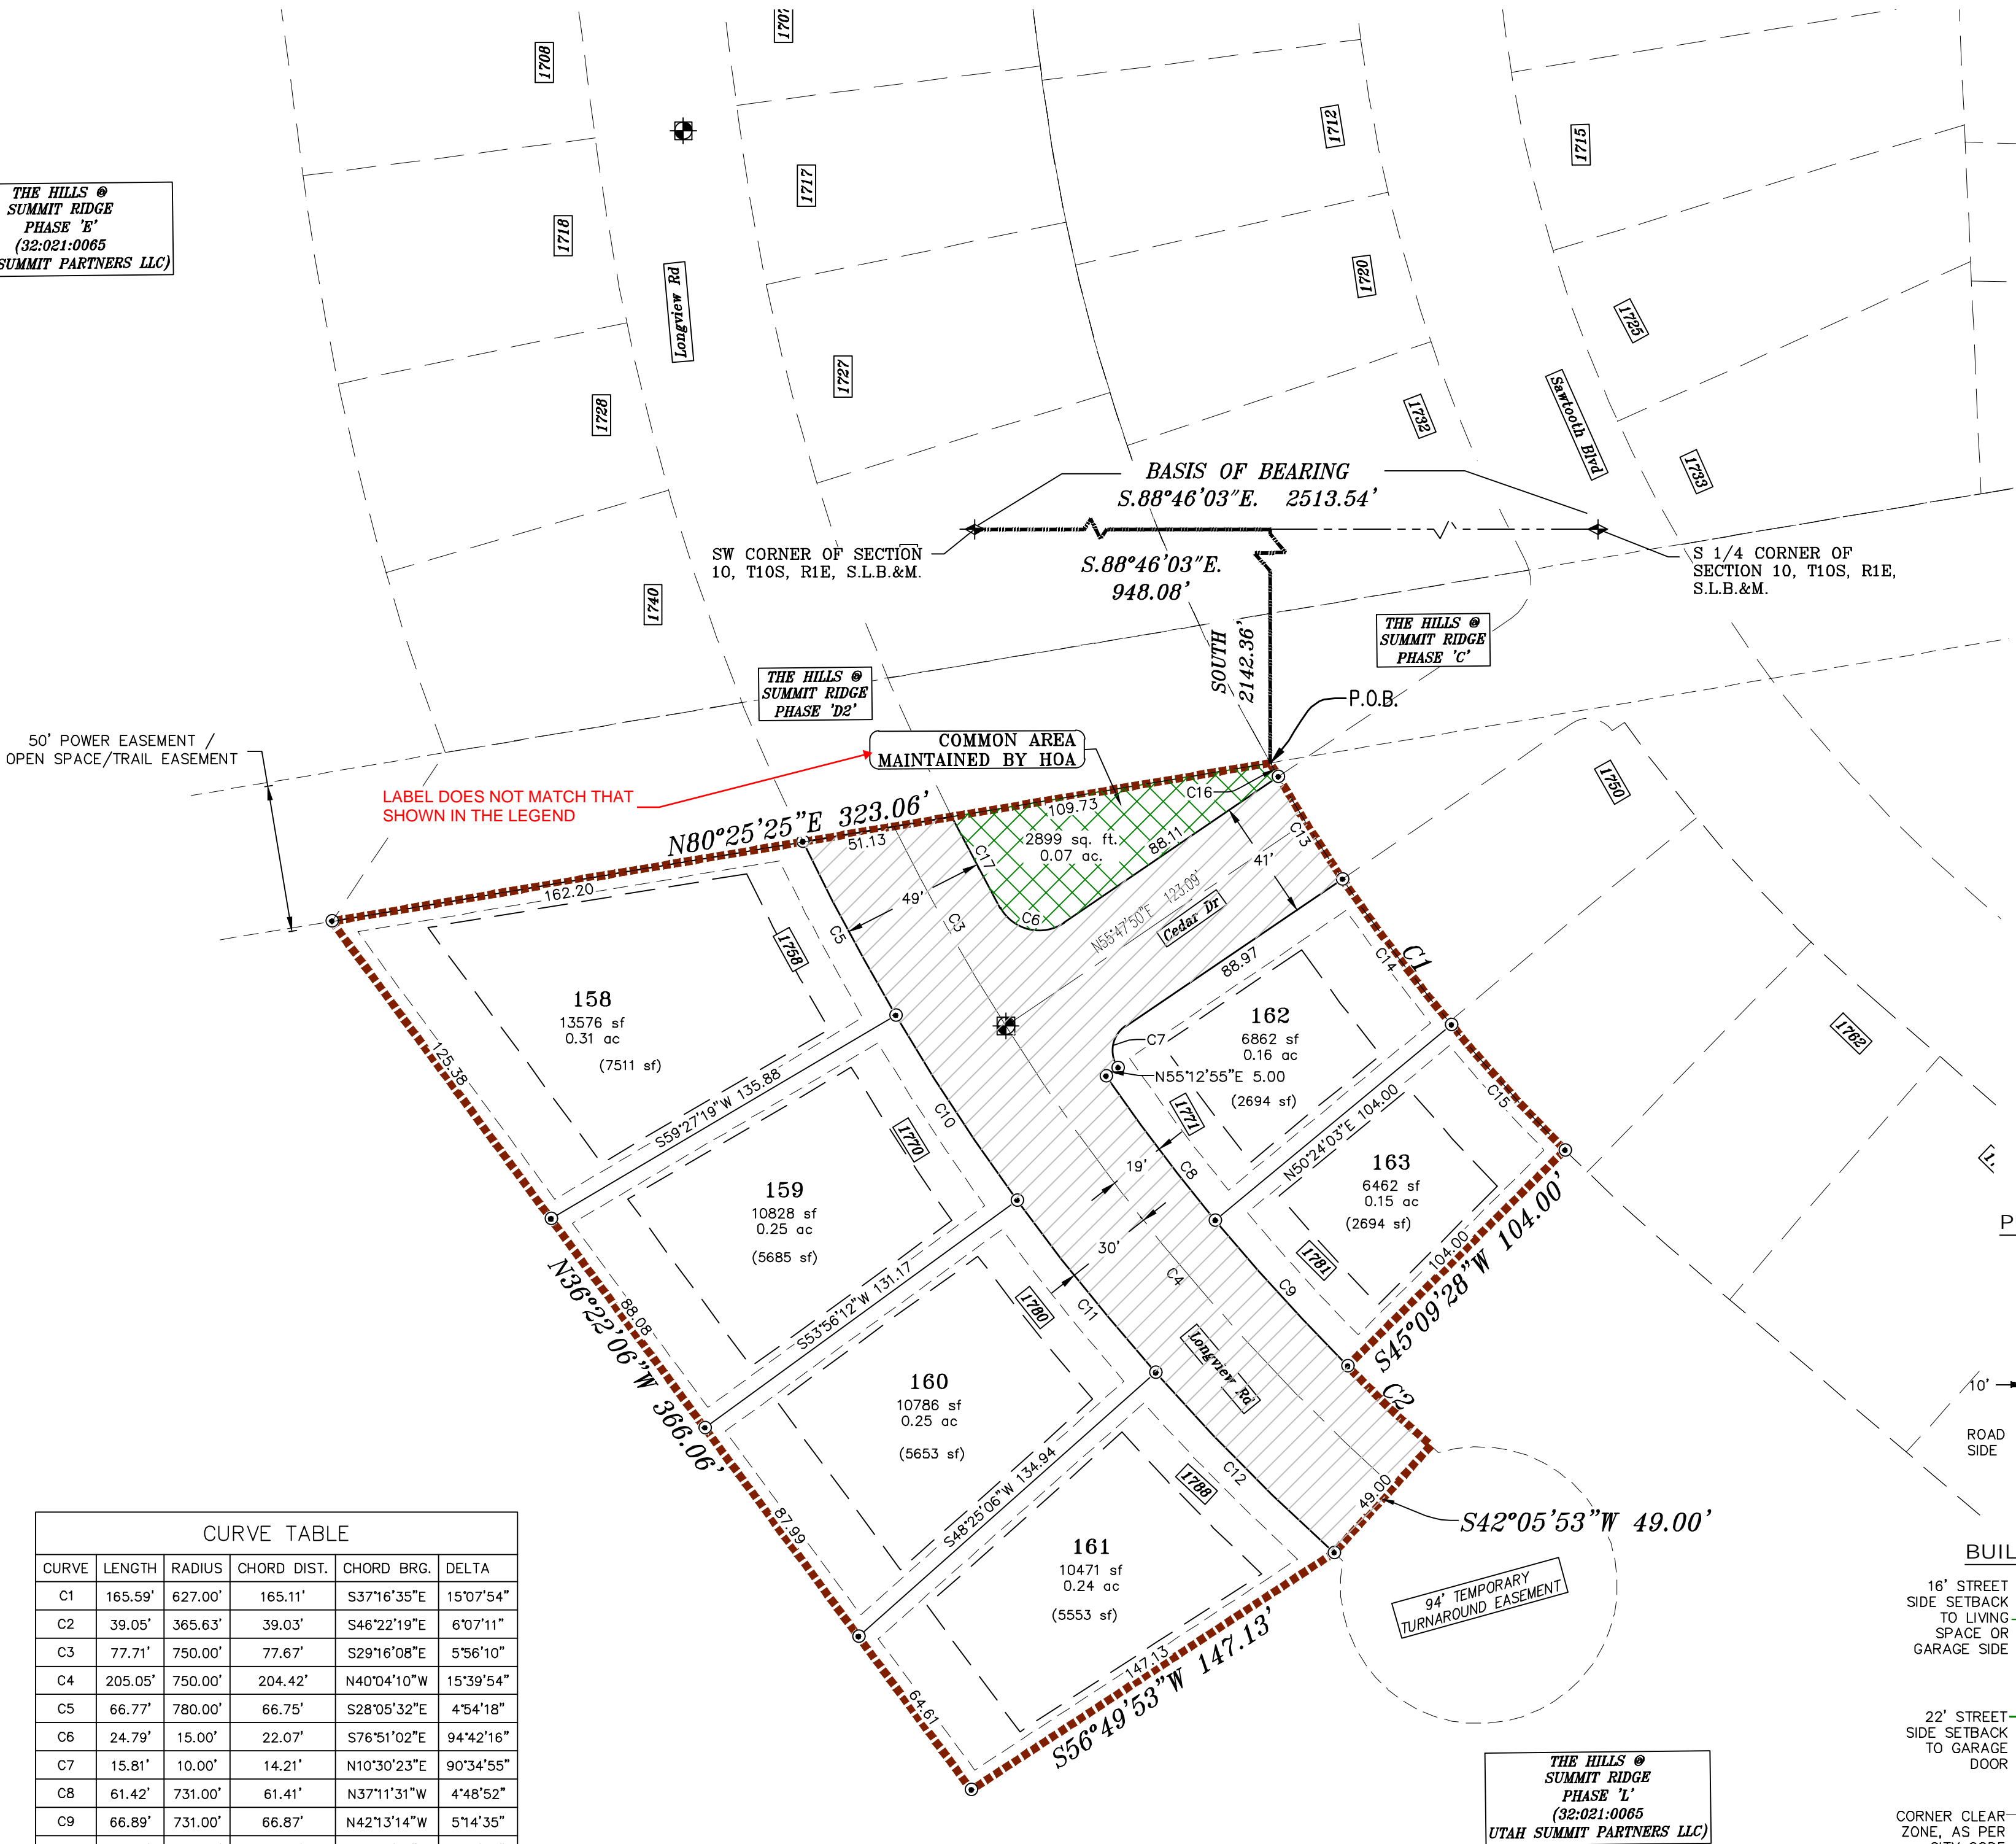 1708
1707
1712
1715
1717
1718
1720
1725
Longview Rd
1727
1728
1732
1733
Sawtooth Blvd
1740
THE HILLS @
SUMMIT RIDGE
PHASE 'E'
(32:021:0065
SUMMIT PARTNERS LLC)
BASIS OF BEARING
S.88°46'03"E. 2513.54'
SW CORNER OF SECTION
10, T10S, R1E, S.L.B.&M.
S.88°46'03"E.
948.08'
S 1/4 CORNER OF
SECTION 10, T10S, R1E,
S.L.B.&M.
SOUTH
2142.36'
THE HILLS @
SUMMIT RIDGE
PHASE 'C'
THE HILLS @
SUMMIT RIDGE
PHASE 'D2'
P.O.B.
50' POWER EASEMENT /
OPEN SPACE/TRAIL EASEMENT
COMMON AREA
MAINTAINED BY HOA
LABEL DOES NOT MATCH THAT
SHOWN IN THE LEGEND
N80°25'25"E 323.06'
51.13
109.73
C16
162.20
2899 sq. ft.
0.07 ac.
88.11
C17
C13
41'
49'
C6
C3
C5
N55°47'50"E 123.09'
Cedar Dr
88.97
C14
C1
1750
1758
1762
158
13576 sf
0.31 ac
(7511 sf)
125.38
S59°27'19"W 135.88
C7
N55°12'55"E 5.00
162
6862 sf
0.16 ac
(2694 sf)
C15
N50°24'03"E 104.00
1771
C10
1770
159
10828 sf
0.25 ac
(5685 sf)
19'
C8
163
6462 sf
0.15 ac
(2694 sf)
104.00
S45°09'28"W 104.00'
1781
30'
C4
C9
N36°22'06"W 366.06'
88.08
S53°56'12"W 131.17
1780
C11
160
10786 sf
0.25 ac
(5653 sf)
Longview Rd
C2
87.99
S48°25'06"W 134.94
1788
C12
49.00
S42°05'53"W 49.00'
161
10471 sf
0.24 ac
(5553 sf)
94' TEMPORARY
TURNAROUND EASEMENT
64.61
147.13
S56°49'53"W 147.13'
P
10'
ROAD
SIDE
BUIL
16' STREET
SIDE SETBACK
TO LIVING
SPACE OR
GARAGE SIDE
22' STREET
SIDE SETBACK
TO GARAGE
DOOR
CORNER CLEAR
ZONE, AS PER
CITY CODE
THE HILLS @
SUMMIT RIDGE
PHASE 'L'
(32:021:0065
UTAH SUMMIT PARTNERS LLC)
CURVE TABLE
CURVE LENGTH RADIUS CHORD DIST. CHORD BRG. DELTA
C1 165.59' 627.00' 165.11' S37°16'35"E 15°07'54"
C2 39.05' 365.63' 39.03' S46°22'19"E 6°07'11"
C3 77.71' 750.00' 77.67' S29°16'08"E 5°56'10"
C4 205.05' 750.00' 204.42' N40°04'10"W 15°39'54"
C5 66.77' 780.00' 66.75' S28°05'32"E 4°54'18"
C6 24.79' 15.00' 22.07' S76°51'02"E 94°42'16"
C7 15.81' 10.00' 14.21' N10°30'23"E 90°34'55"
C8 61.42' 731.00' 61.41' N37°11'31"W 4°48'52"
C9 66.89' 731.00' 66.87' N42°13'14"W 5°14'35"